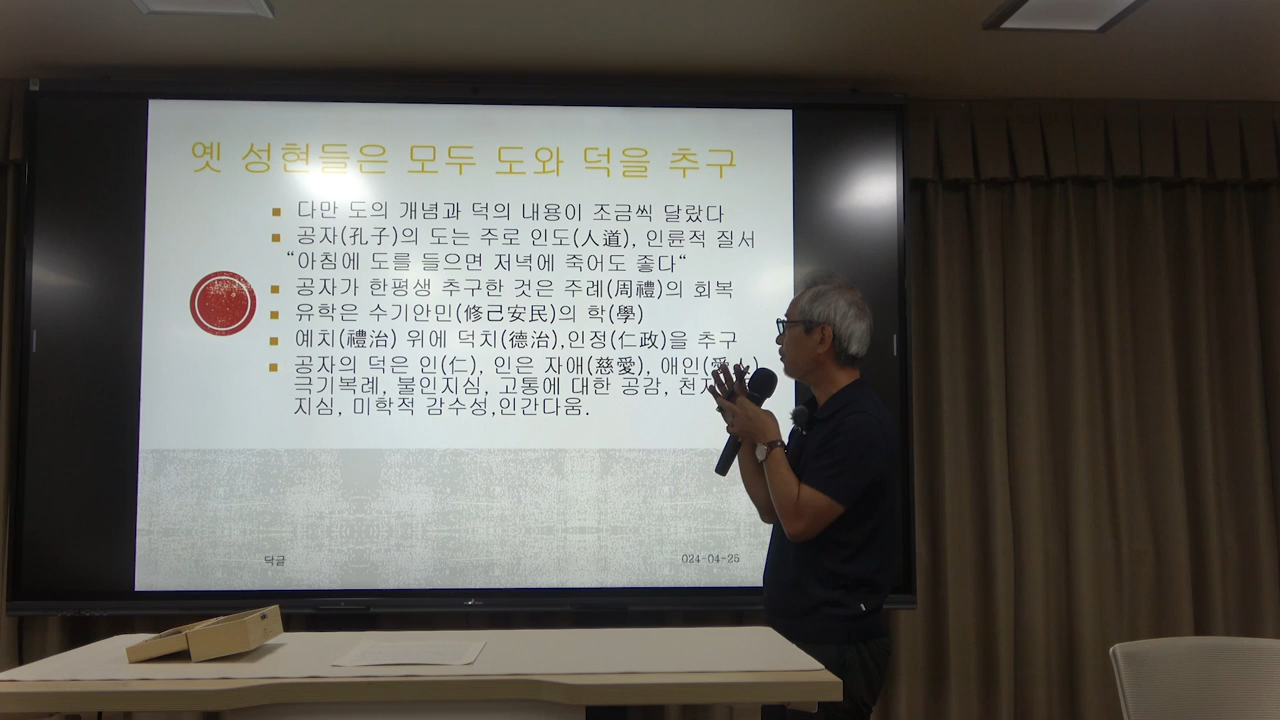 옛 성현들은 모두 도와 덕을 추구
다만 도의 개념과 덕의 내용이 조금씩 달랐다
공자(孔子)의 도는 주로 인도(人道), 인륜적 질서
“아침에 도를 들으면 저녁에 죽어도 좋다“
공자가 한평생 추구한 것은 주례(周禮)의 회복
유학은 수기안민(修己安民)의 학(學)
예치(禮治) 위에 덕치(德治),인정(仁政)을 추구
공자의 덕은 인(仁), 인은 자애(慈愛), 애인(愛人)
극기복례, 불인지심, 고통에 대한 공감,
지심, 미학적 감수성,인간다움.
닥글
024-04-25